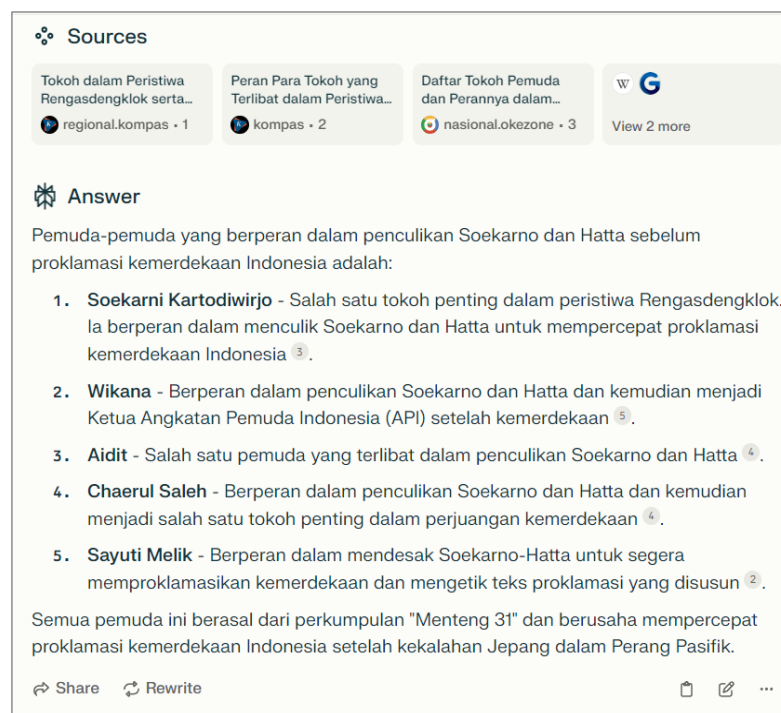 Sources
Tokoh dalam Peristiwa
Rengasdengklok serta...
regional.kompas • 1
Peran Para Tokoh yang
Terlibat dalam Peristiwa...
kompas • 2
Daftar Tokoh Pemuda
dan Perannya dalam...
nasional.okezone • 3
W G
View 2 more
Answer
Pemuda-pemuda yang berperan dalam penculikan Soekarno dan Hatta sebelum
proklamasi kemerdekaan Indonesia adalah:
1. Soekarni Kartodiwirjo - Salah satu tokoh penting dalam peristiwa Rengasdengklok.
Ia berperan dalam menculik Soekarno dan Hatta untuk mempercepat proklamasi
kemerdekaan Indonesia 3.
2. Wikana - Berperan dalam penculikan Soekarno dan Hatta dan kemudian menjadi
Ketua Angkatan Pemuda Indonesia (API) setelah kemerdekaan 5.
3. Aidit - Salah satu pemuda yang terlibat dalam penculikan Soekarno dan Hatta 4.
4. Chaerul Saleh - Berperan dalam penculikan Soekarno dan Hatta dan kemudian
menjadi salah satu tokoh penting dalam perjuangan kemerdekaan 4.
5. Sayuti Melik - Berperan dalam mendesak Soekarno-Hatta untuk segera
memproklamasikan kemerdekaan dan mengetik teks proklamasi yang disusun 2.
Semua pemuda ini berasal dari perkumpulan "Menteng 31" dan berusaha mempercepat
proklamasi kemerdekaan Indonesia setelah kekalahan Jepang dalam Perang Pasifik.
Share Rewrite